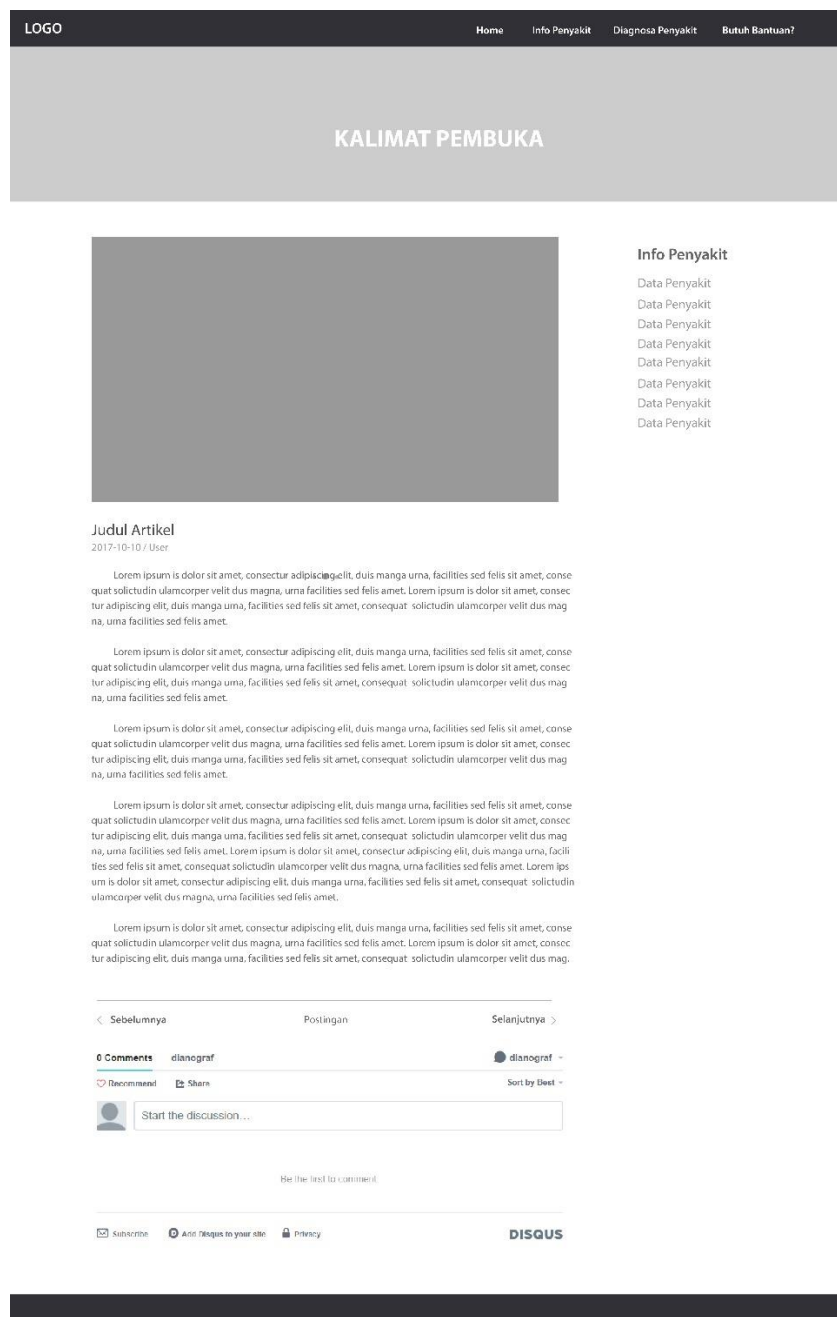 LOGO
Home Info Penyakit Diagnosa Penyakit Butuh Bantuan?
KALIMAT PEMBUKA
Info Penyakit
Data Penyakit
Data Penyakit
Data Penyakit
Data Penyakit
Data Penyakit
Data Penyakit
Data Penyakit
Data Penyakit
Judul Artikel
2017-10-10 / User
Lorem ipsum is dolor sit amet, consectur adipiscing elit, duis manga urna, facilities sed felis sit amet, conse
quat solictudin ulamcorper velit dus magna, urna facilities sed felis amet. Lorem ipsum is dolor sit amet, consec
tur adipiscing elit, duis manga urna, facilities sed felis sit amet, consequat solictudin ulamcorper velit dus mag
na, urna facilities sed felis amet.
Lorem ipsum is dolor sit amet, consectur adipiscing elit, duis manga urna, facilities sed felis sit amet, conse
quat solictudin ulamcorper velit dus magna, urna facilities sed felis amet. Lorem ipsum is dolor sit amet, consec
tur adipiscing elit, duis manga urna, facilities sed felis sit amet, consequat solictudin ulamcorper velit dus mag
na, urna facilities sed felis amet.
Lorem ipsum is dolor sit amet, consectur adipiscing elit, duis manga urna, facilities sed felis sit amet, conse
quat solictudin ulamcorper velit dus magna, urna facilities sed felis amet. Lorem ipsum is dolor sit amet, consec
tur adipiscing elit, duis manga urna, facilities sed felis sit amet, consequat solictudin ulamcorper velit dus mag
na, urna facilities sed felis amet.
Lorem ipsum is dolor sit amet, consectur adipiscing elit, duis manga urna, facilities sed felis sit amet, conse
quat solictudin ulamcorper velit dus magna, urna facilities sed felis amet. Lorem ipsum is dolor sit amet, consec
tur adipiscing elit, duis manga urna, facilities sed felis sit amet, consequat solictudin ulamcorper velit dus mag
na, urna facilities sed felis amet. Lorem ipsum is dolor sit amet, consectur adipiscing elit, duis manga urna, facili
ties sed felis sit amet, consequat solictudin ulamcorper velit dus magna, urna facilities sed felis amet. Lorem ips
um is dolor sit amet, consectur adipiscing elit, duis manga urna, facilities sed felis sit amet, consequat solictudin
ulamcorper velit dus magna, urna facilities sed felis amet.
Lorem ipsum is dolor sit amet, consectur adipiscing elit, duis manga urna, facilities sed felis sit amet, conse
quat solictudin ulamcorper velit dus magna, urna facilities sed felis amet. Lorem ipsum is dolor sit amet, consec
tur adipiscing elit, duis manga urna, facilities sed felis sit amet, consequat solictudin ulamcorper velit dus mag.
Sebelumnya Postingan Selanjutnya
0 Comments dianograf dianograf
Recommend Share Sort by Best
Start the discussion...
Be the first to comment
Subscribe Add Disqus to your site Privacy DISQUS